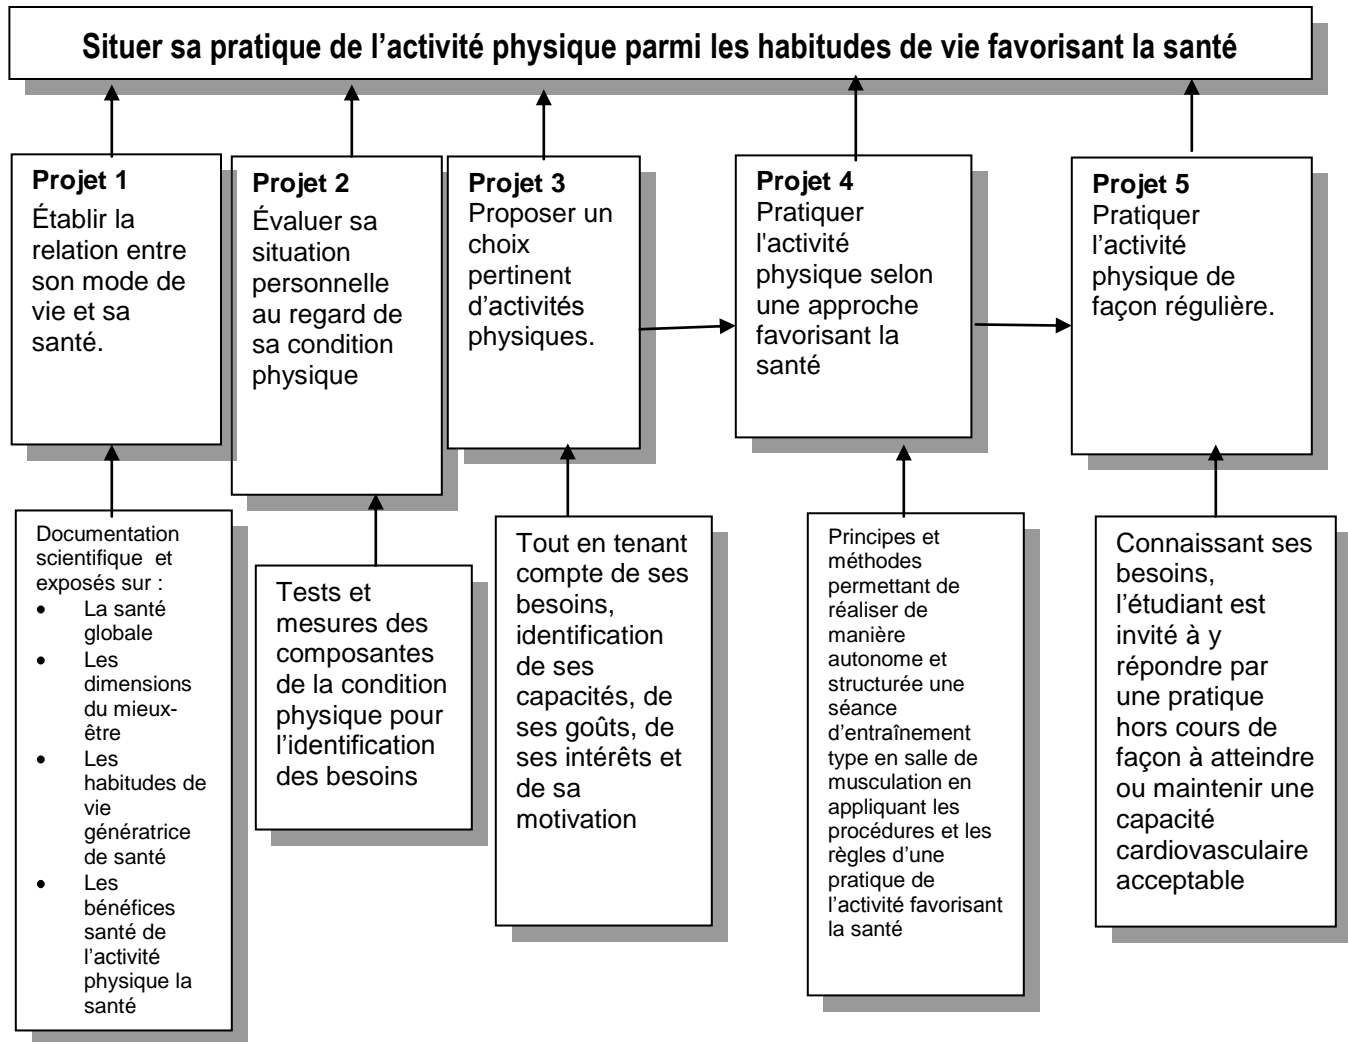 Situer sa pratique de l’activité physique parmi les habitudes de vie favorisant la santé
Projet 1
Établir la
relation entre
son mode de
vie et sa
santé.
Projet 2
Évaluer sa
situation
personnelle
au regard de
sa condition
physique
Projet 3
Proposer un
choix
pertinent
d’activités
physiques.
Projet 4
Pratiquer
l'activité
physique selon
une approche
favorisant la
santé
Projet 5
Pratiquer
l’activité
physique de
façon régulière.
Documentation
scientifique et
exposés sur :
• La santé
globale
• Les
dimensions
du mieux-
être
• Les
habitudes de
vie
génératrice
de santé
• Les
bénéfices
santé de
l’activité
physique la
santé
Tests et
mesures des
composantes
de la condition
physique pour
l’identification
des besoins
Tout en tenant
compte de ses
besoins,
identification
de ses
capacités, de
ses goûts, de
ses intérêts et
de sa
motivation
Principes et
méthodes
permettant de
réaliser de
manière
autonome et
structurée une
séance
d’entraînement
type en salle de
musculation en
appliquant les
procédures et les
règles d’une
pratique de
l’activité favorisant
la santé
Connaissant ses
besoins,
l’étudiant est
invité à y
répondre par
une pratique
hors cours de
façon à atteindre
ou maintenir une
capacité
cardiovasculaire
acceptable